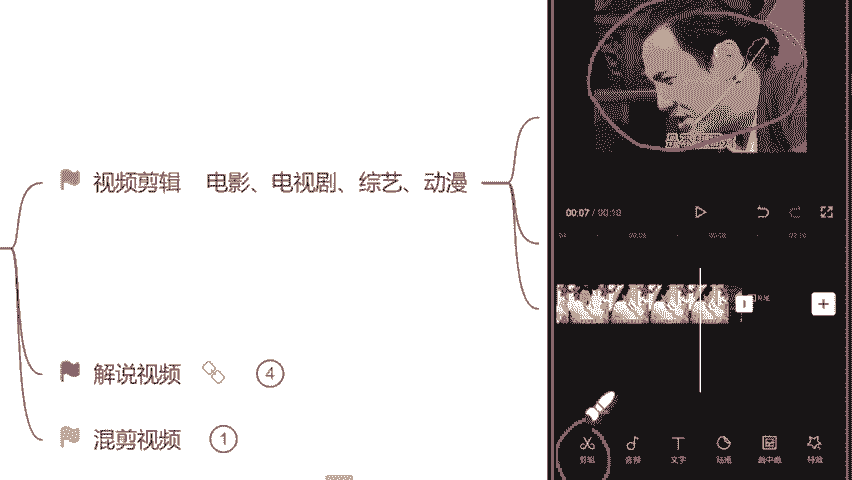 视频剪辑 电影、电视剧、综艺、动漫
解说视频 4
混剪视频 1
00:07 / 00:10
剪辑 音频 文字 贴纸 画中画 特效